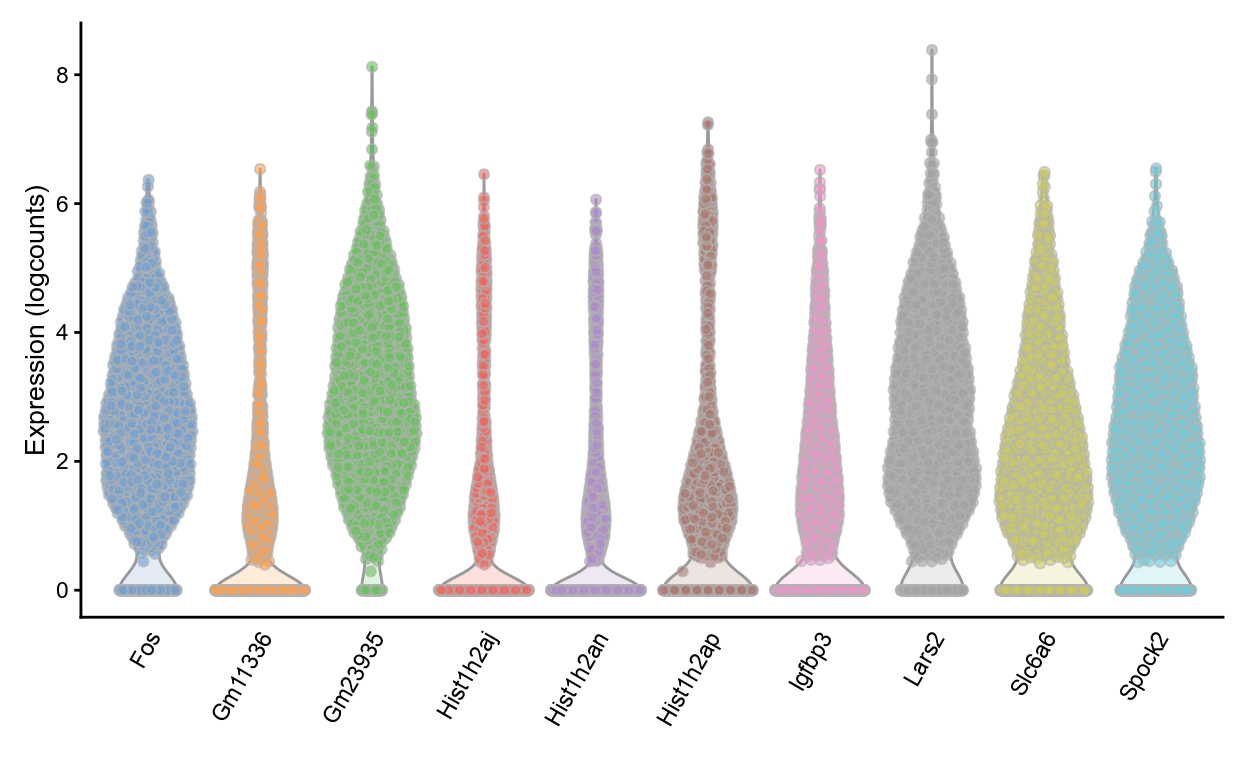 Expression (logcounts)
8
6
4
2
0
Fos
Gm11336
Gm23935
Hist1h2aj
Hist1h2an
Hist1h2ap
Igfbp3
Lars2
Slc6a6
Spock2